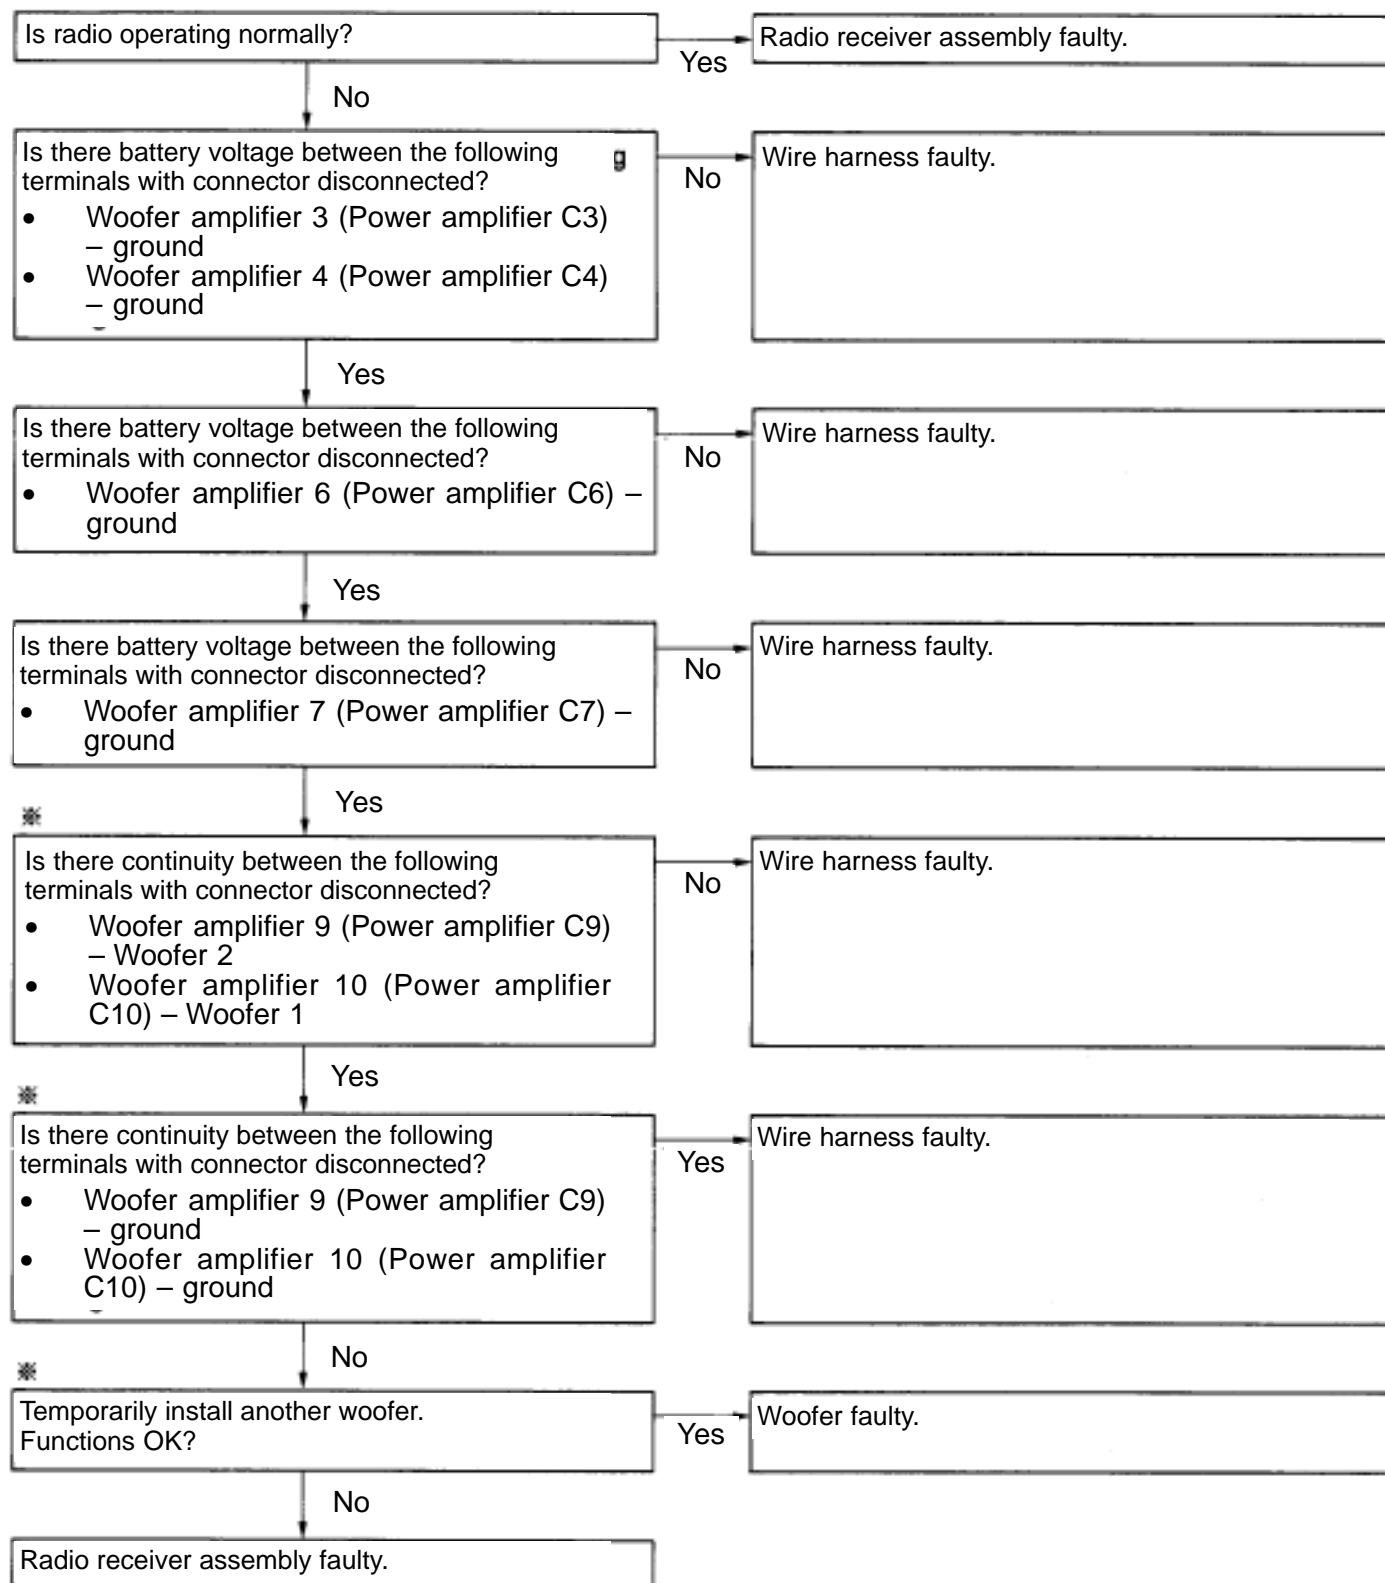 Is radio operating normally?
Yes
Radio receiver assembly faulty.
No
Is there battery voltage between the following
terminals with connector disconnected?
• Woofer amplifier 3 (Power amplifier C3)
– ground
• Woofer amplifier 4 (Power amplifier C4)
– ground
g
No
Wire harness faulty.
Yes
Is there battery voltage between the following
terminals with connector disconnected?
• Woofer amplifier 6 (Power amplifier C6) –
ground
No
Wire harness faulty.
Yes
Is there battery voltage between the following
terminals with connector disconnected?
• Woofer amplifier 7 (Power amplifier C7) –
ground
No
Wire harness faulty.
Yes
※
Is there continuity between the following
terminals with connector disconnected?
• Woofer amplifier 9 (Power amplifier C9)
– Woofer 2
• Woofer amplifier 10 (Power amplifier
C10) – Woofer 1
No
Wire harness faulty.
Yes
※
Is there continuity between the following
terminals with connector disconnected?
• Woofer amplifier 9 (Power amplifier C9)
– ground
• Woofer amplifier 10 (Power amplifier
C10) – ground
Yes
Wire harness faulty.
No
※
Temporarily install another woofer.
Functions OK?
Yes
Woofer faulty.
No
Radio receiver assembly faulty.